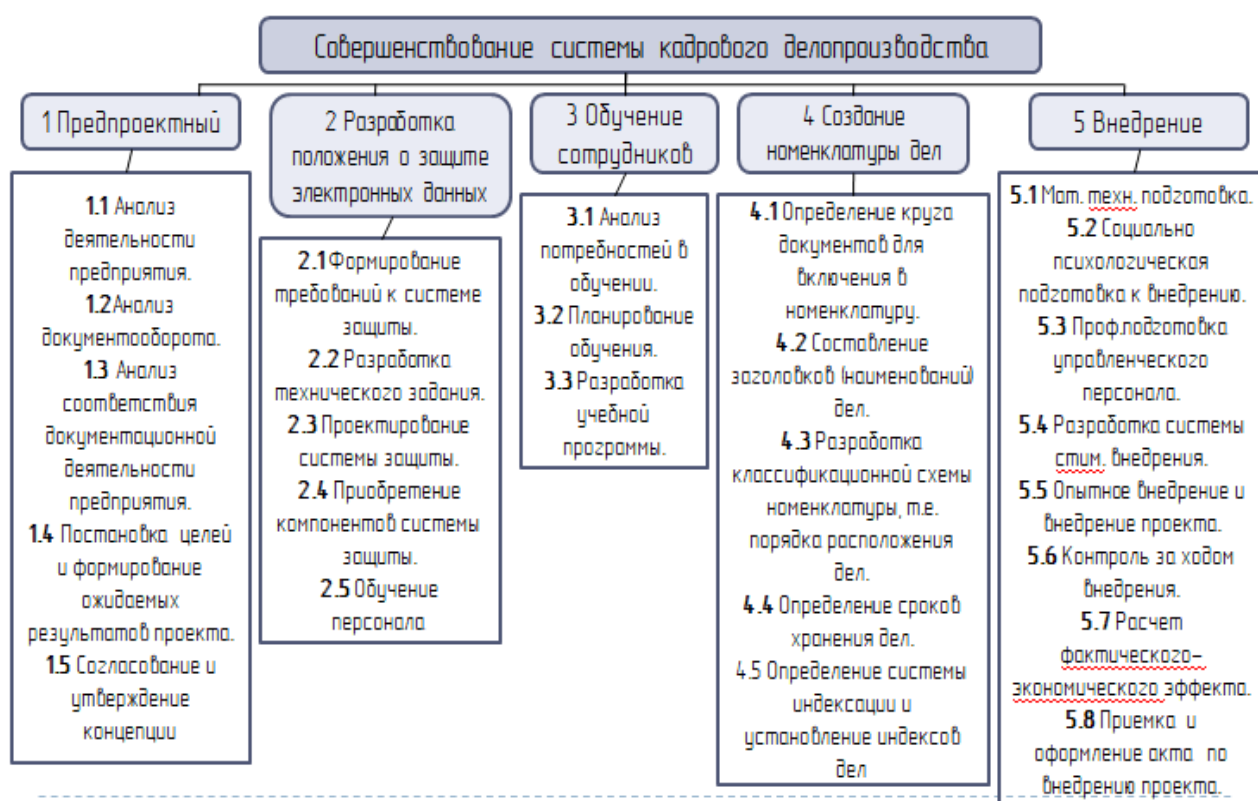 Совершенствование системы кадрового делопроизводства
1 Предпроектный
1.1 Анализ
деятельности
предприятия.
1.2Анализ
документооборота.
1.3 Анализ
соответствия
документационной
деятельности
предприятия.
1.4 Постановка целей
и формирование
ожидаемых
результатов проекта.
1.5 Согласование и
утверждение
концепции
2 Разработка
положения о защите
электронных данных
2.1Формирование
требований к системе
защиты.
2.2 Разработка
технического задания.
2.3 Проектирование
системы защиты.
2.4 Приобретение
компонентов системы
защиты.
2.5 Обучение
персонала
3 Обучение
сотрудников
3.1 Анализ
потребностей в
обучении.
3.2 Планирование
обучения.
3.3 Разработка
учебной
программы.
4 Создание
номенклатуры дел
4.1 Определение круга
документов для
включения в
номенклатуру.
4.2 Составление
заголовков (наименований)
дел.
4.3 Разработка
классификационной схемы
номенклатуры, т.е.
порядка расположения
дел.
4.4 Определение сроков
хранения дел.
4.5 Определение системы
индексации и
установление индексов
дел
5 Внедрение
5.1 Мат. техн. подготовка.
5.2 Социально
психологическая
подготовка к внедрению.
5.3 Проф.подготовка
управленческого
персонала.
5.4 Разработка системы
стим. внедрения.
5.5 Опытное внедрение и
внедрение проекта.
5.6 Контроль за ходом
внедрения.
5.7 Расчет
фактического-
экономического эффекта.
5.8 Приемка и
оформление акта по
внедрению проекта.